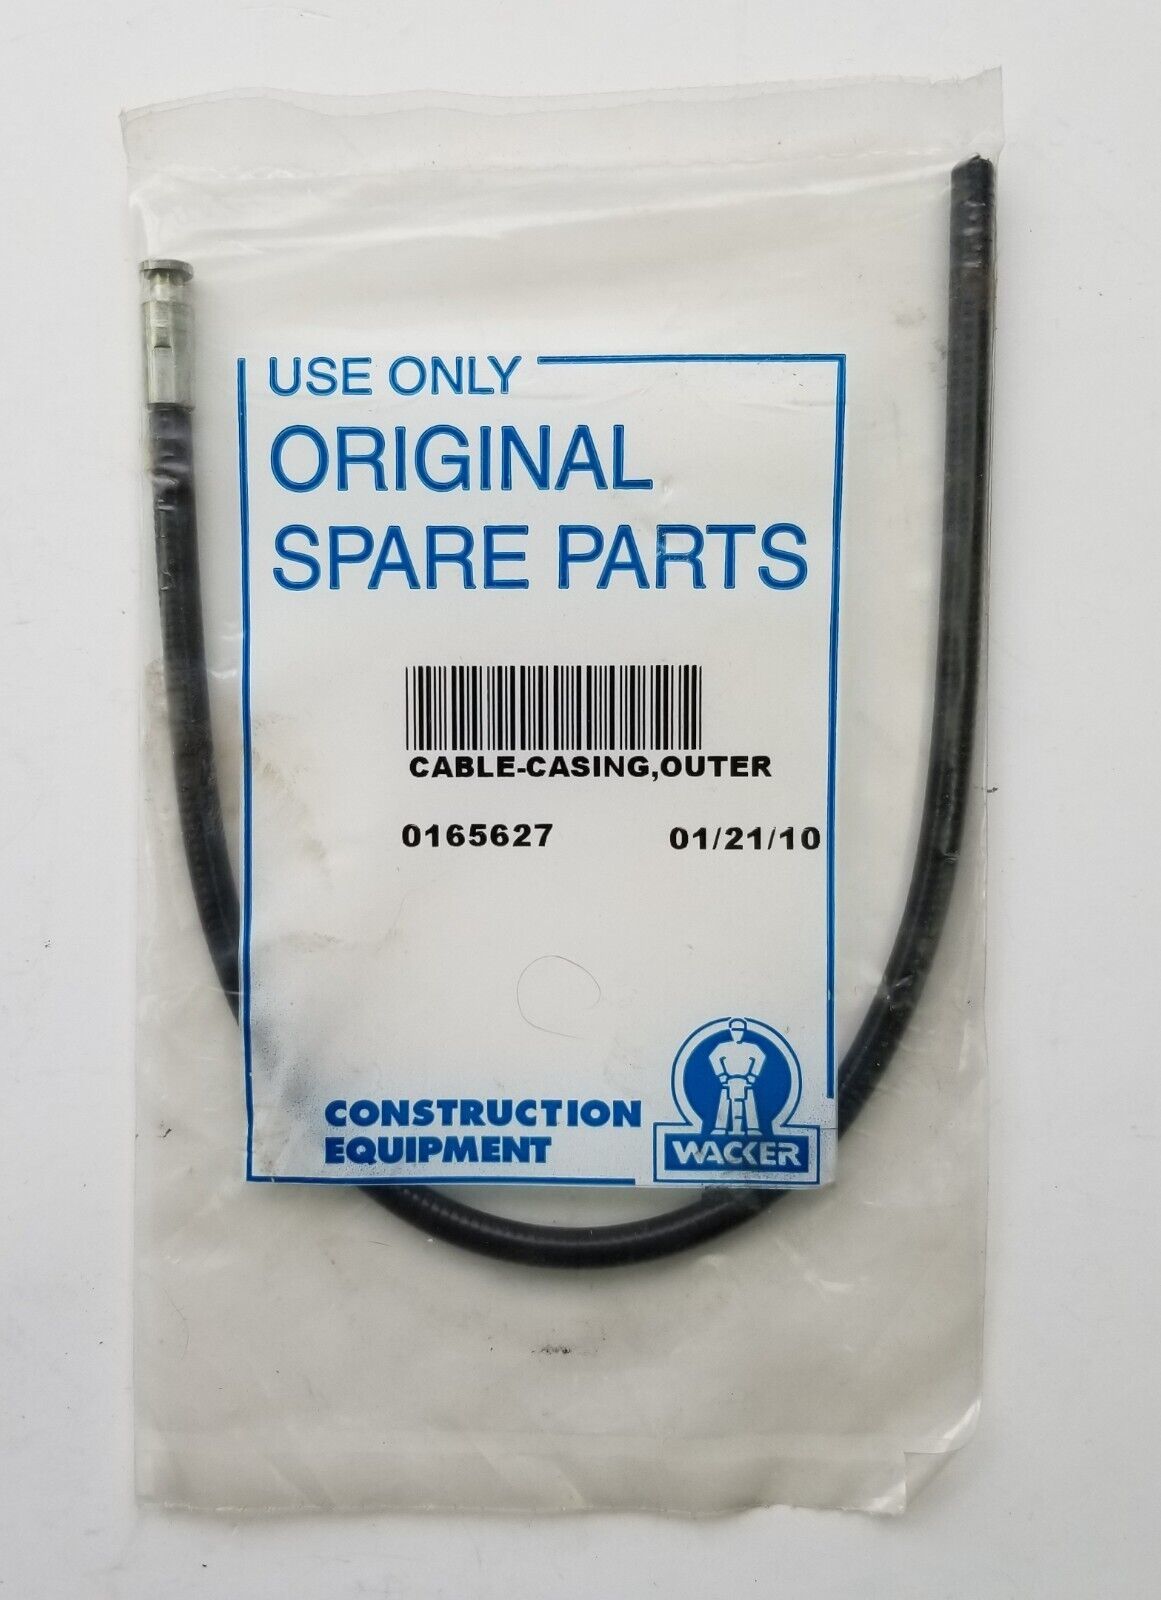 USE ONLY
ORIGINAL
SPARE PARTS
CABLE-CASING,OUTER
0165627 01/21/10
CONSTRUCTION
EQUIPMENT
WACKER